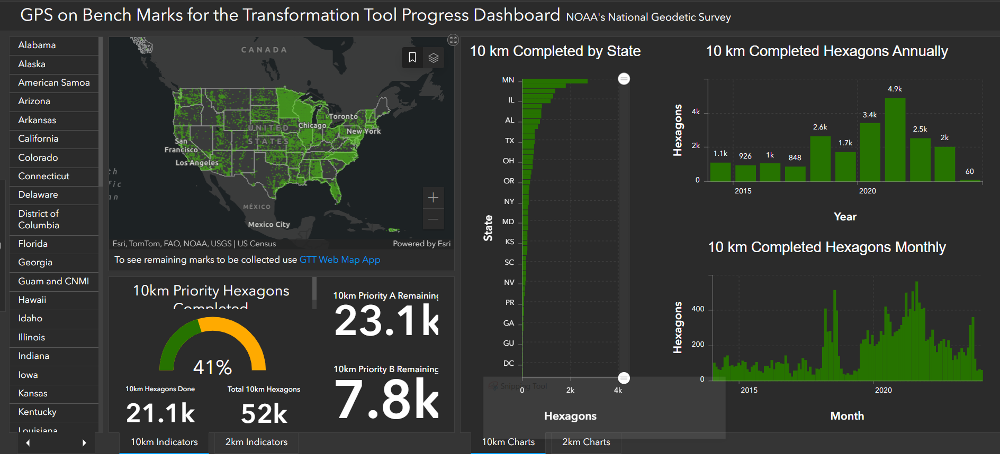 GPS on Bench Marks for the Transformation Tool Progress Dashboard NOAA's National Geodetic Survey
Alabama
Alaska
American Samoa
Arizona
Arkansas
California
Colorado
Connecticut
Delaware
District of
Columbia
Florida
Georgia
Guam and CNMI
Hawaii
Idaho
Illinois
Indiana
Iowa
Kansas
Kentucky
Louisiana
CANADA
Toronto
UNITED
Chicago
New York
STATES
San
Francisco
Los Angeles
MÉXICO
Mexico City
Esri, TomTom, FAO, NOAA, USGS | US Census
Powered by Esri
To see remaining marks to be collected use GTT Web Map App
10km Priority Hexagons
Completed
41%
10km Hexagons Done
21.1k
Total 10km Hexagons
52k
10km Priority A Remaining
23.1k
10km Priority B Remaining
7.8k
10km Indicators
2km Indicators
10 km Completed by State
State
MN
IL
AL
TX
OH
OR
NY
MD
KS
SC
NV
PR
GA
GU
DC
Snipping Tool
0
2k
4k
Hexagons
10km Charts
2km Charts
10 km Completed Hexagons Annually
Hexagons
4k
2k
0
1.1k
926
1k
848
2.6k
1.7k
3.4k
4.9k
2.5k
2k
60
2015
2020
Year
10 km Completed Hexagons Monthly
Hexagons
400
200
0
2015
2020
Month